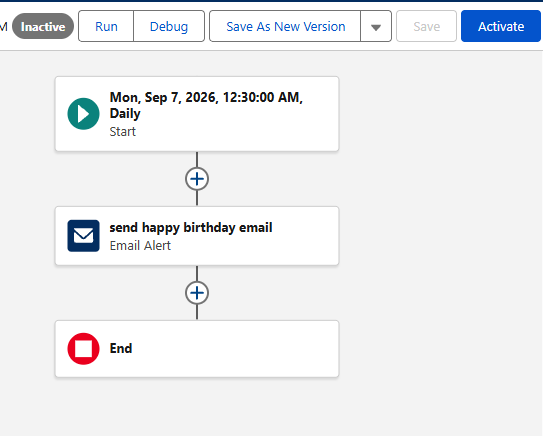 M Inactive Run Debug Save As New Version Save Activate
Mon, Sep 7, 2026, 12:30:00 AM,
Daily
Start
send happy birthday email
Email Alert
End